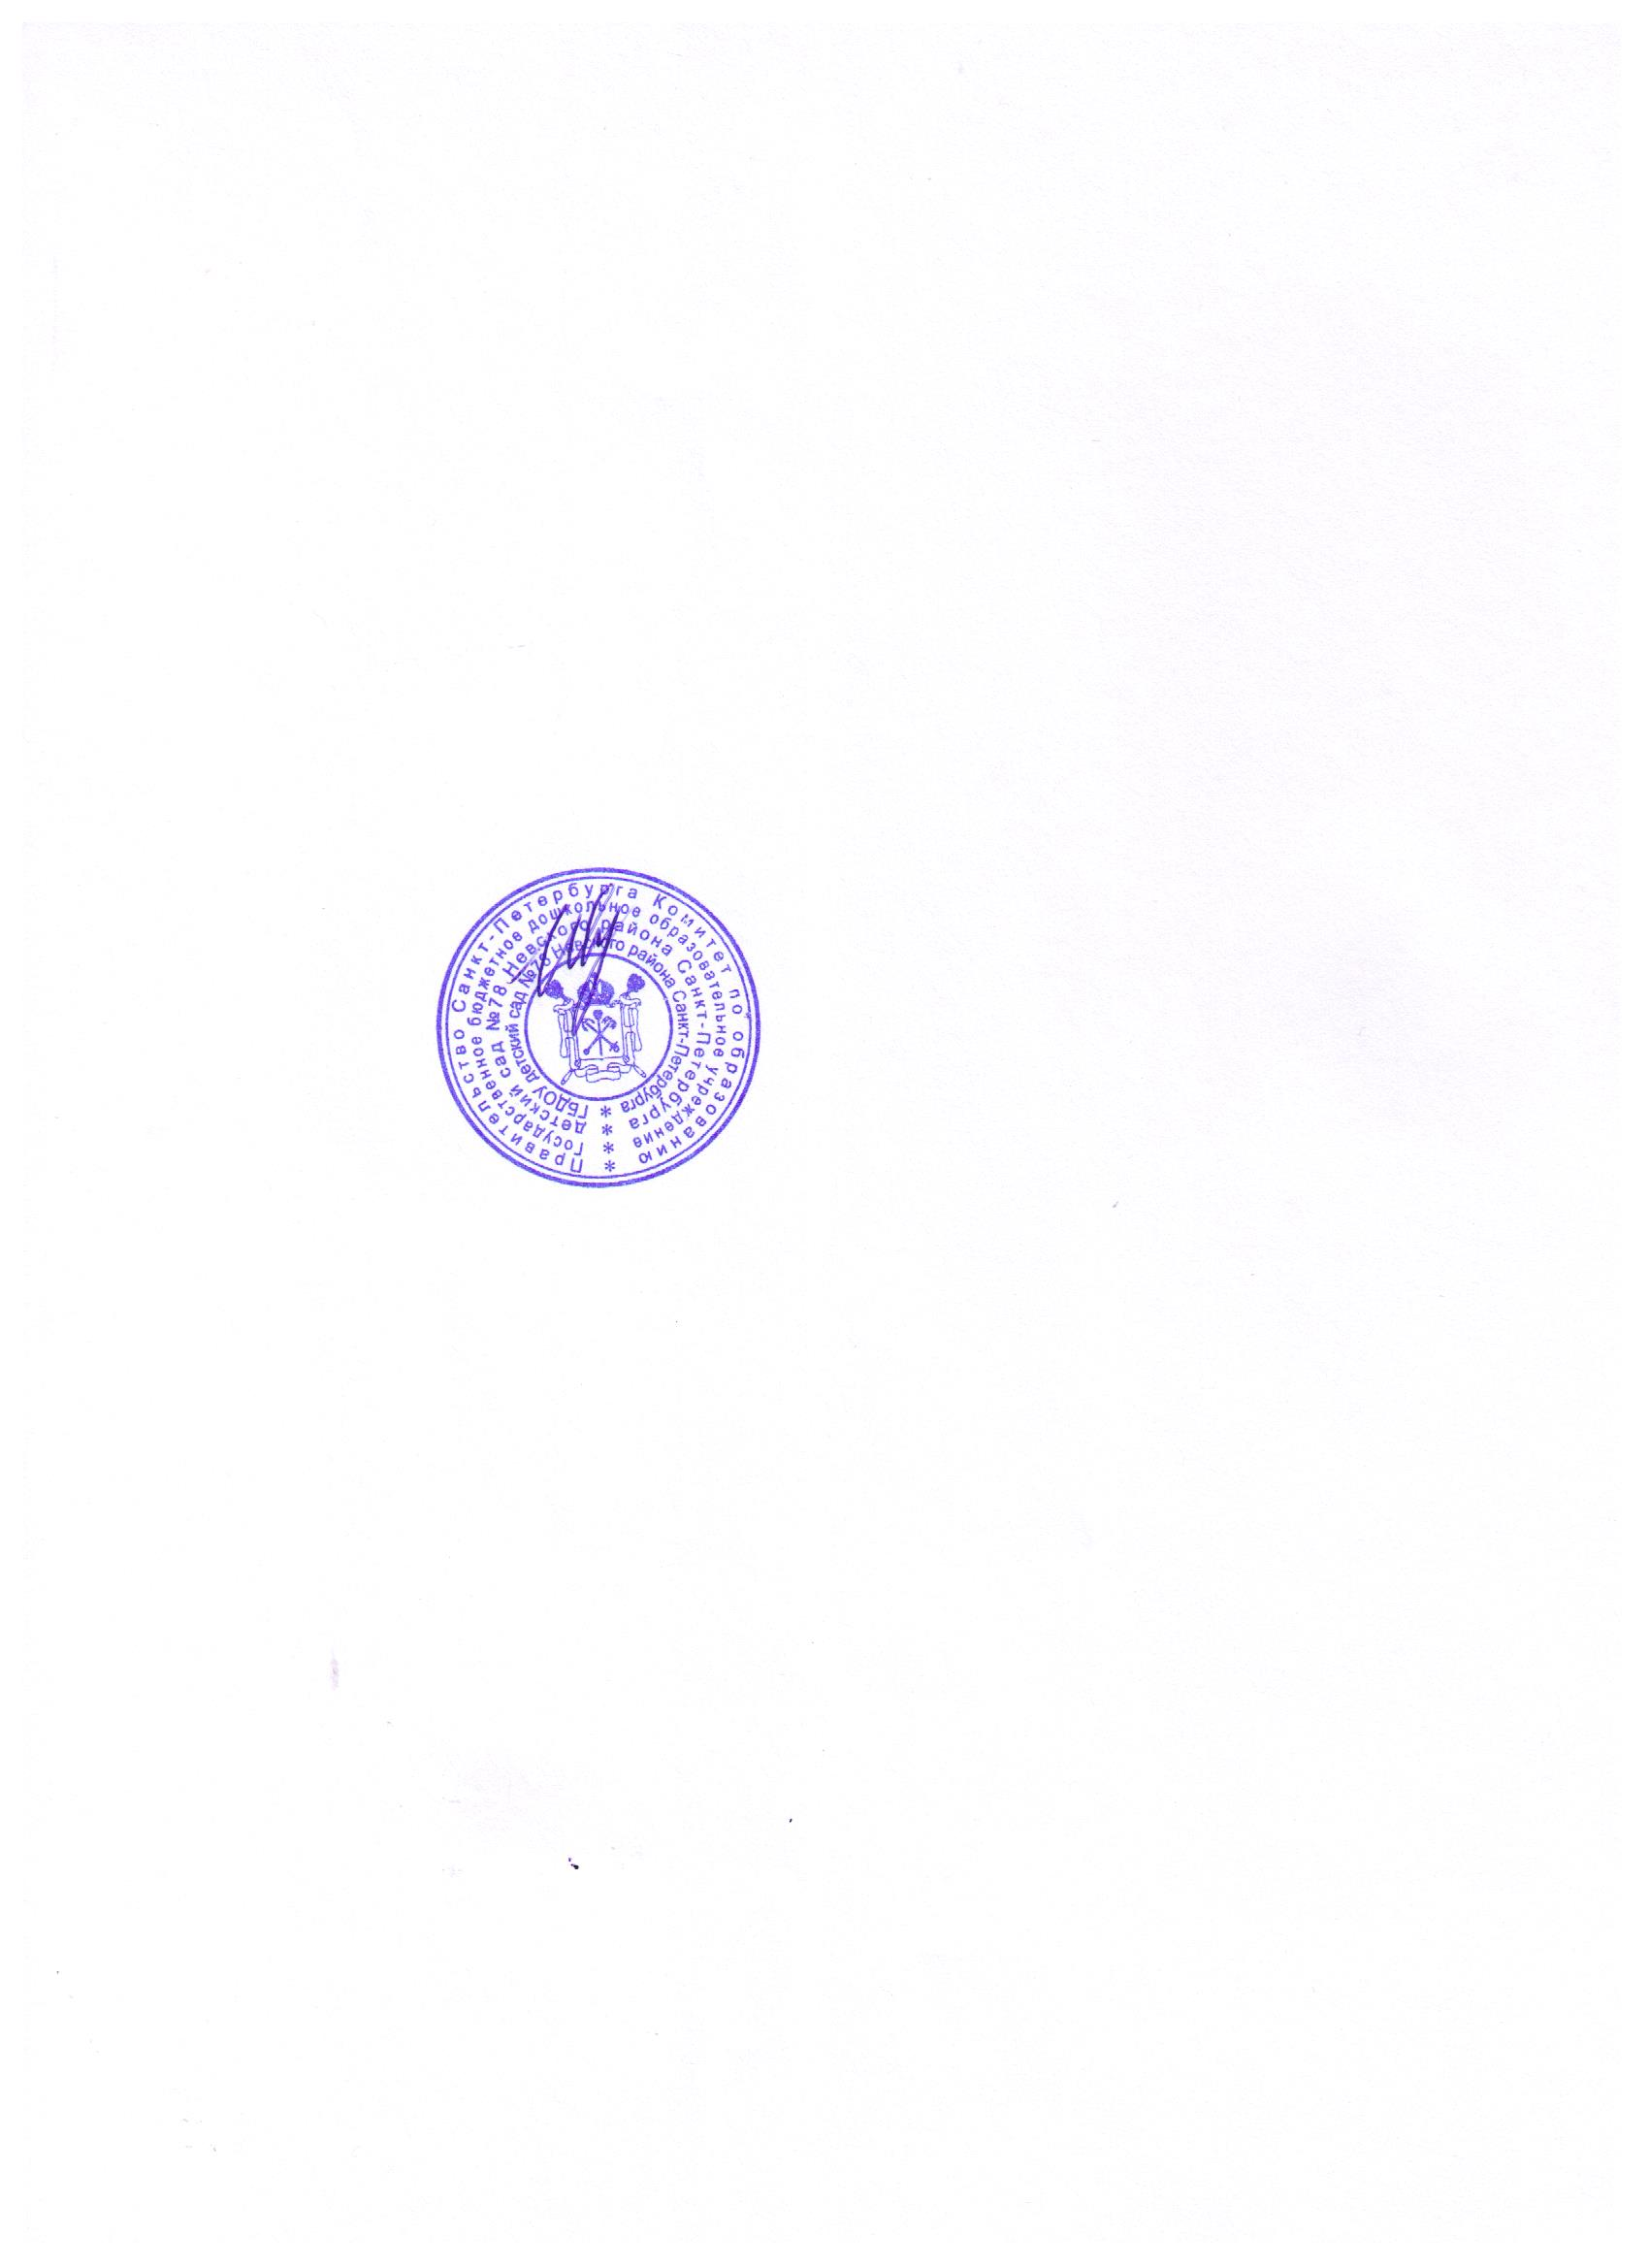 Правительство Санкт-Петербурга Комитет по образованию *
Государственное бюджетное дошкольное образовательное учреждение *
детский сад №78 Невского района Санкт-Петербурга *
ГБДОУ детский сад №78 Невского района Санкт-Петербурга *